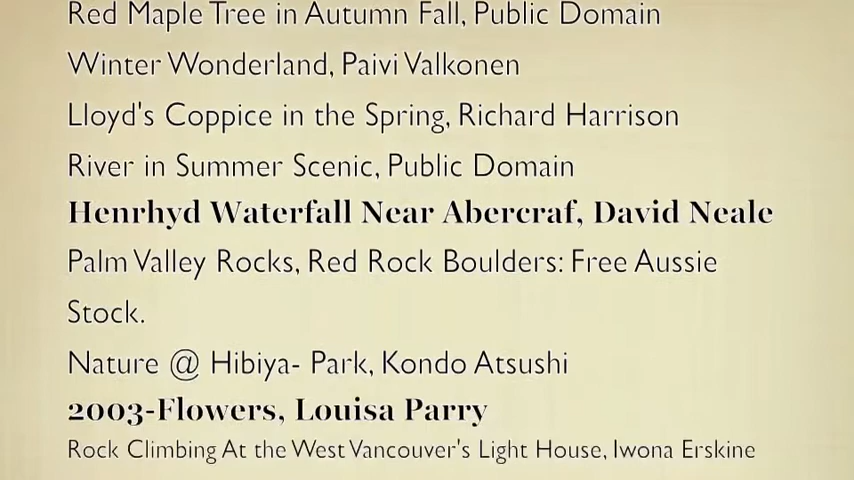 Red Maple Tree in Autumn Fall, Public Domain
Winter Wonderland, Paivi Valkonen
Lloyd's Coppice in the Spring, Richard Harrison
River in Summer Scenic, Public Domain
Henrhyd Waterfall Near Abercraf, David Neale
Palm Valley Rocks, Red Rock Boulders: Free Aussie
Stock.
Nature @ Hibiya- Park, Kondo Atsushi
2003-Flowers, Louisa Parry
Rock Climbing At the West Vancouver's Light House, Iwona Erskine